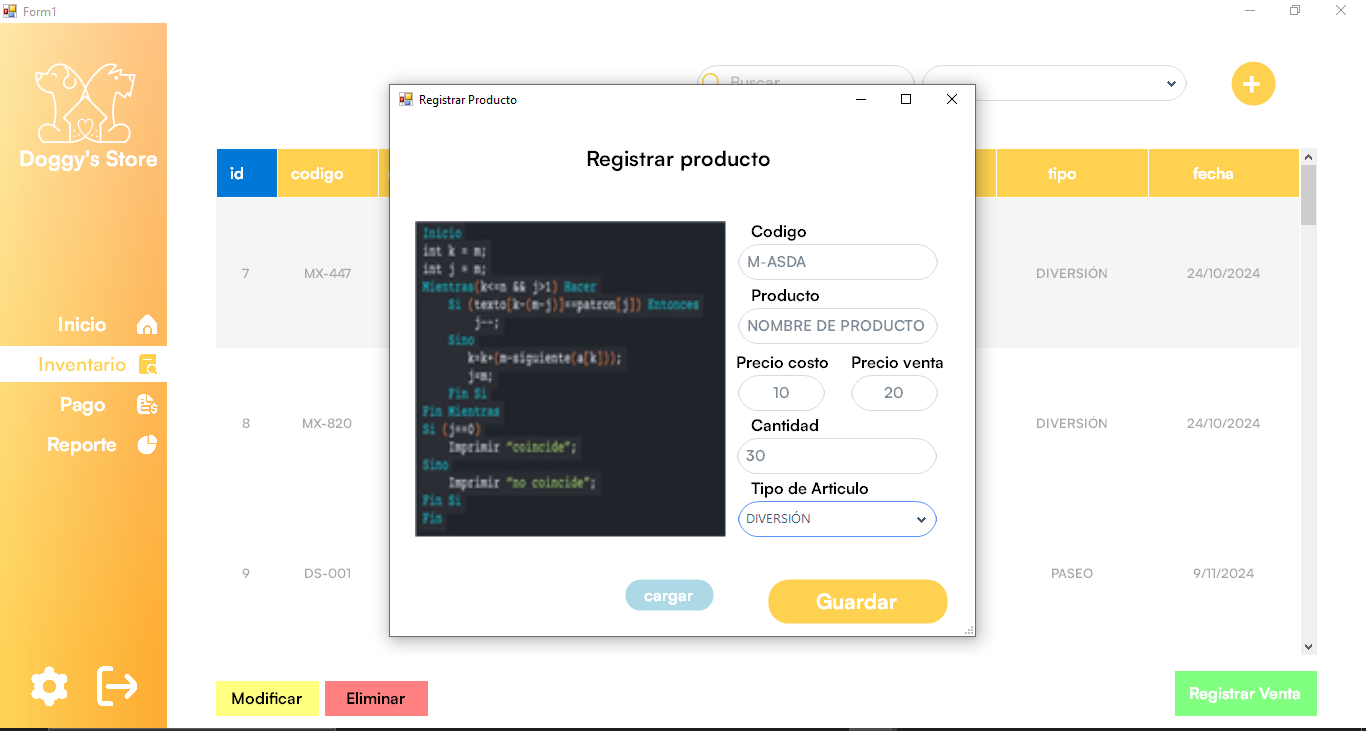 Form1
Doggy's Store
Inicio
Inventario
Pago
Reporte
Buscar
id
codigo
tipo
fecha
7
MX-447
DIVERSIÓN
24/10/2024
8
MX-820
DIVERSIÓN
24/10/2024
9
DS-001
PASEO
9/11/2024
Modificar
Eliminar
Registrar Venta
Registrar Producto
Registrar producto
Inicio
int k = m;
int j = m;
Mientras(k<=n && j>1) Hacer
Si (texto[k-(m-j)]==patron[j]) Entonces
j--;
Sino
k=k+(m-siguiente(a[k]));
j=m;
Fin Si
Fin Mientras
Si (j==0)
Imprimir "coincide";
Sino
Imprimir "no coincide";
Fin Si
Fin
Codigo
M-ASDA
Producto
NOMBRE DE PRODUCTO
Precio costo
Precio venta
10
20
Cantidad
30
Tipo de Articulo
DIVERSIÓN
cargar
Guardar